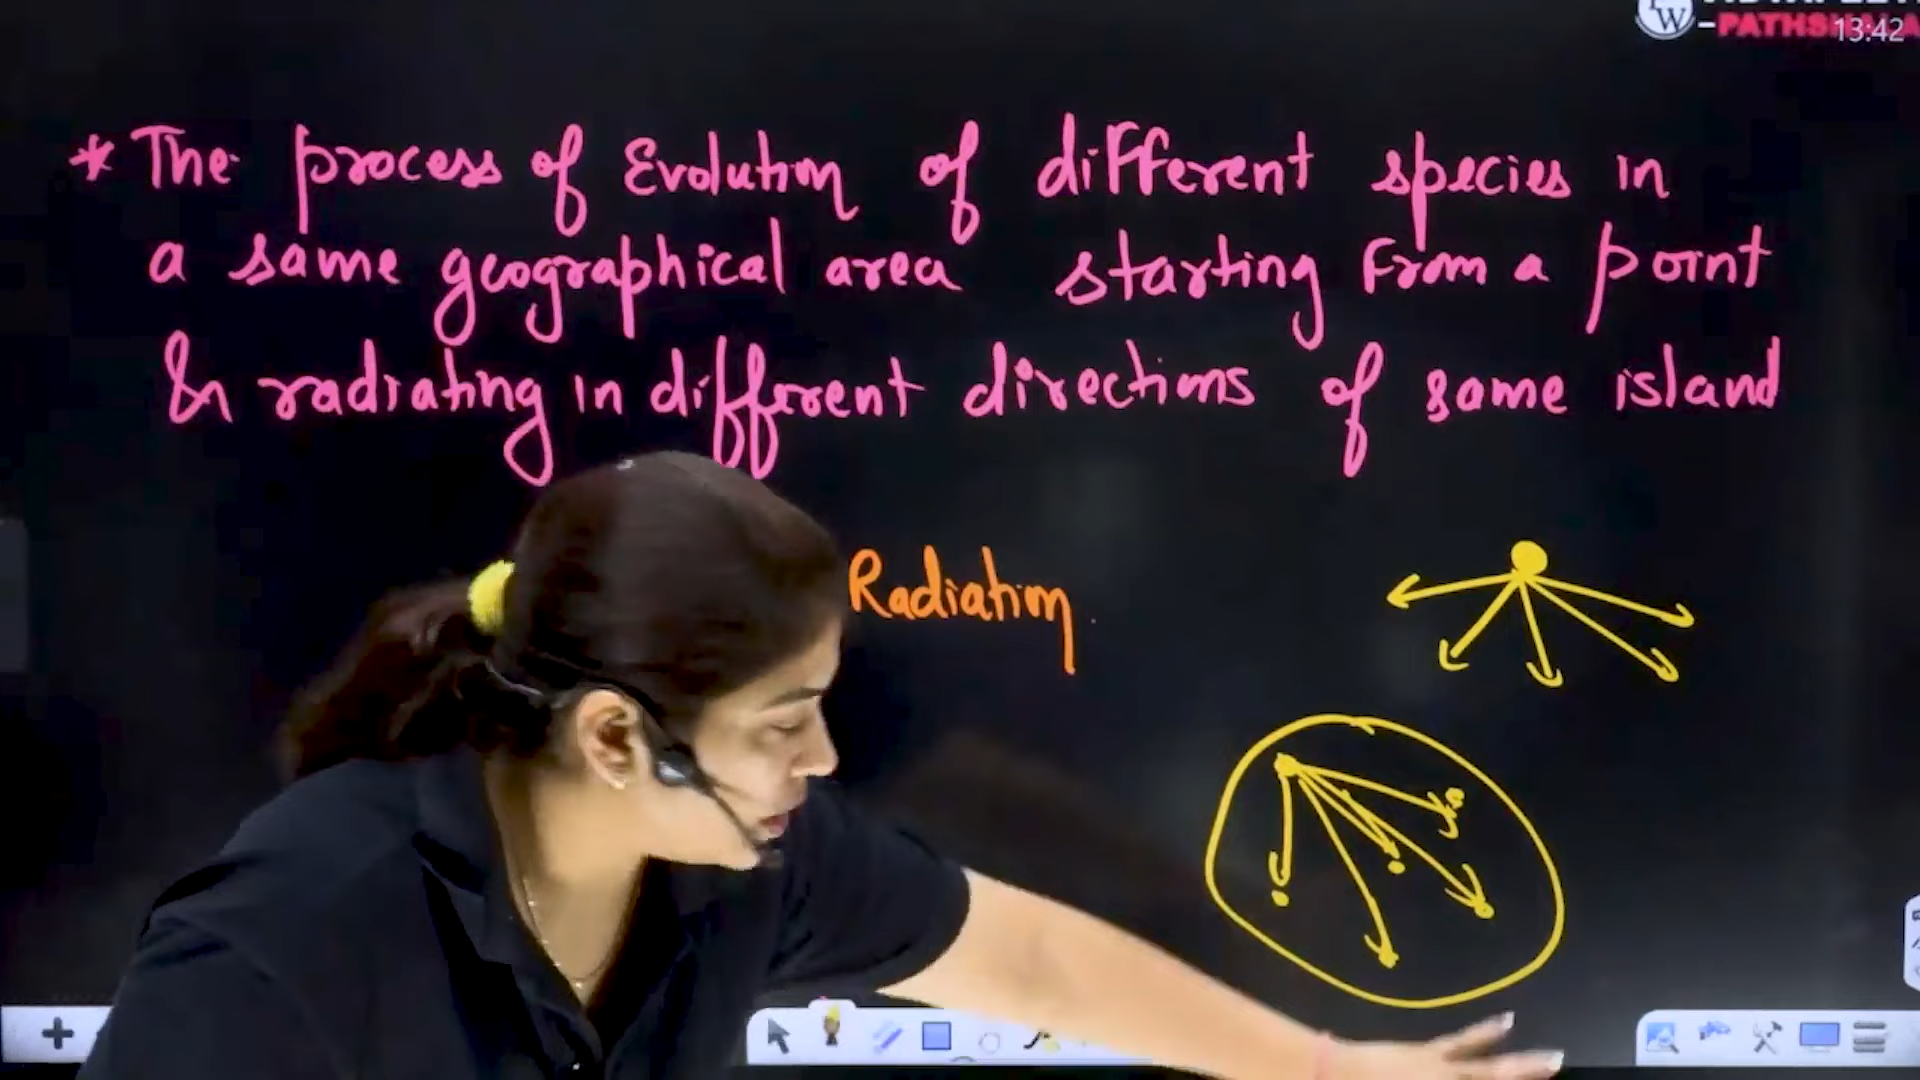 -PATHSHALA
13:42
* The process of Evolution of different species in
a same geographical area starting from a point
& radiating in different directions of same island
Radiation.